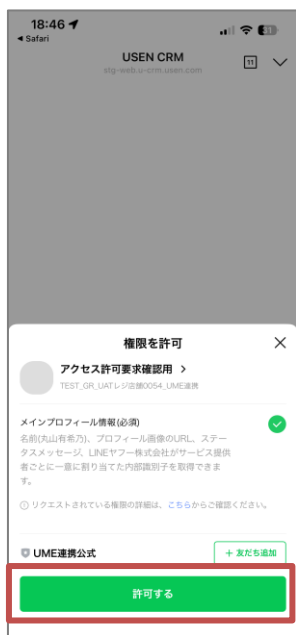 18:46
◀ Safari
USEN CRM
stg-web.u-crm.usen.com
11
31
権限を許可
アクセス許可要求確認用 >
TEST_GR_UATレジ店舗0054_UME連携
メインプロフィール情報(必須)
名前(丸山有希乃)、プロフィール画像のURL、ステー
タスメッセージ、LINEヤフー株式会社がサービス提供
者ごとに一意に割り当てた内部識別子を取得できま
す。
リクエストされている権限の詳細は、こちらからご確認ください。
UME連携公式
+ 友だち追加
許可する